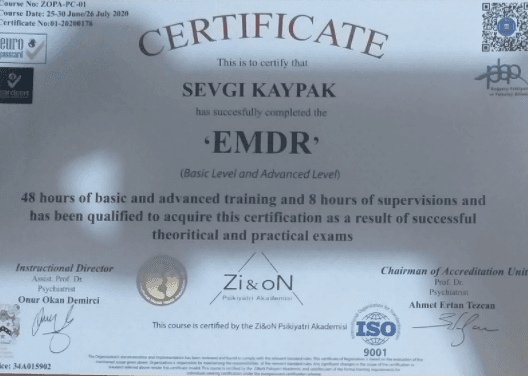 Course No: ZOPA-PC-01
Course Date: 25-30 June/26 July 2020
Certificate No:01-20200176
euro
passcard
CERTIFICATE
This is to certify that
SEVGI KAYPAK
has succesfully completed the
‘EMDR’
(Basic Level and Advanced Level)
48 hours of basic and advanced training and 8 hours of supervisions and
has been qualified to acquire this certification as a result of successful
theoritical and practical exams
Instructional Director
Assist. Prof. Dr.
Psychiatrist
Onur Okan Demirci
Zi&oN
Psikiyatri Akademisi
Chairman of Accreditation Unit
Prof. Dr.
Psychiatrist
Ahmet Ertan Tezcan
This course is certified by the Zi&oN Psikiyatri Akademisi
ISO
9001
34A015902